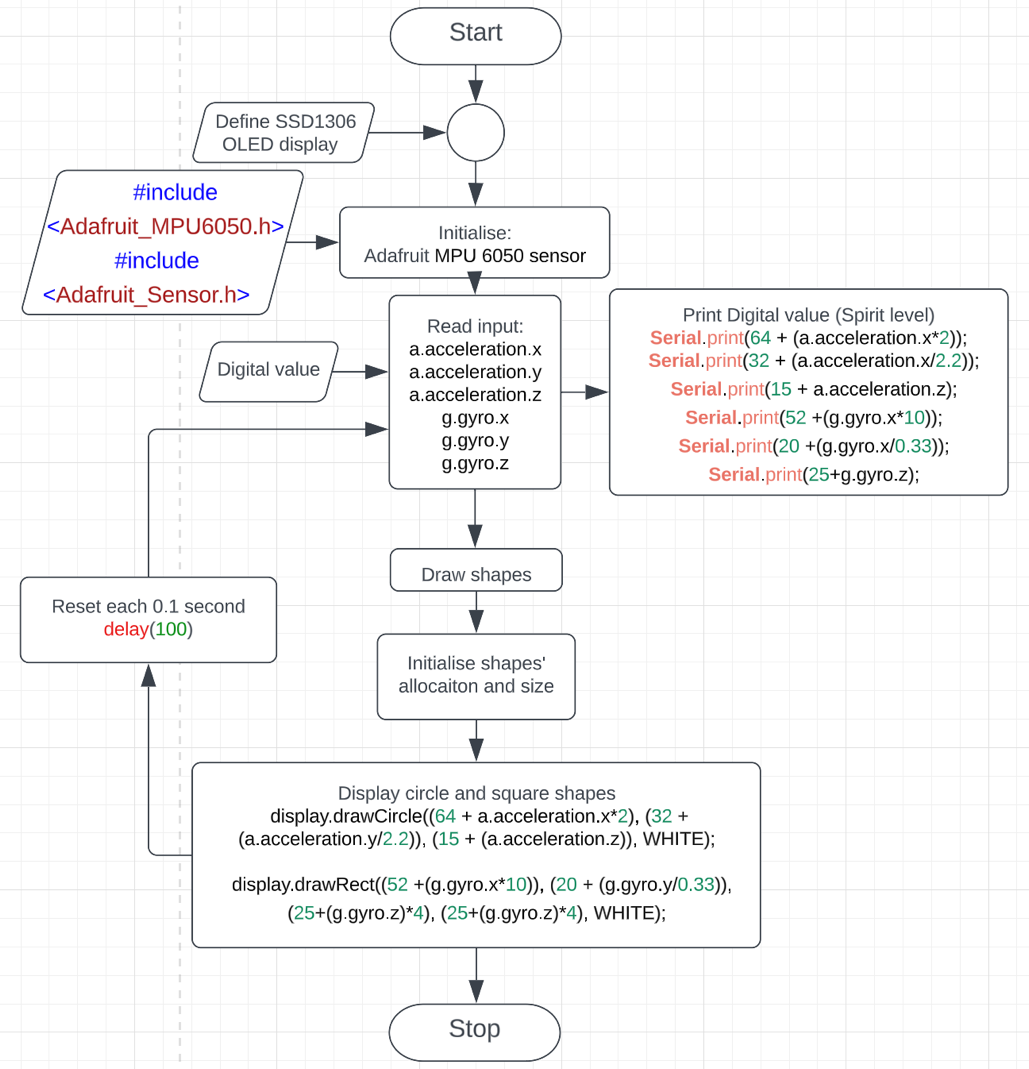 Start
Define SSD1306
OLED display
#include
<Adafruit_MPU6050.h>
#include
<Adafruit_Sensor.h>
Initialise:
Adafruit MPU 6050 sensor
Read input:
a.acceleration.x
a.acceleration.y
a.acceleration.z
g.gyro.x
g.gyro.y
g.gyro.z
Digital value
Print Digital value (Spirit level)
Serial.print(64 + (a.acceleration.x*2));
Serial.print(32 + (a.acceleration.x/2.2));
Serial.print(15 + a.acceleration.z);
Serial.print(52 +(g.gyro.x*10));
Serial.print(20 +(g.gyro.x/0.33));
Serial.print(25+g.gyro.z);
Draw shapes
Reset each 0.1 second
delay(100)
Initialise shapes'
allocaiton and size
Display circle and square shapes
display.drawCircle((64 + a.acceleration.x*2), (32 +
(a.acceleration.y/2.2)), (15 + (a.acceleration.z)), WHITE);
display.drawRect((52 +(g.gyro.x*10)), (20 + (g.gyro.y/0.33)),
(25+(g.gyro.z)*4), (25+(g.gyro.z)*4), WHITE);
Stop